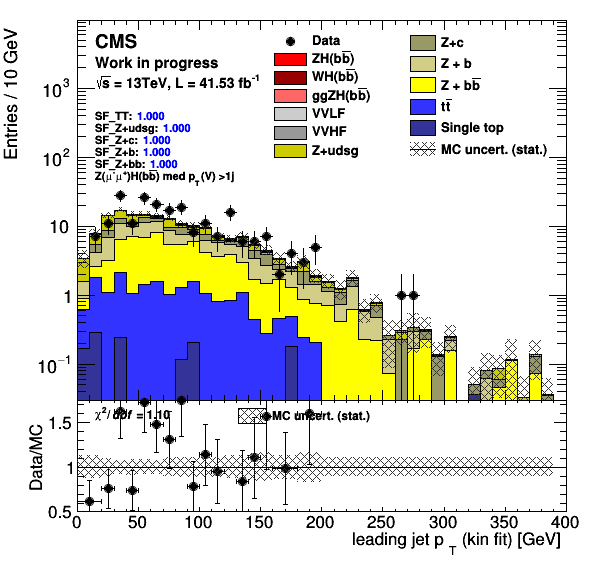 CMS
Work in progress
√s = 13TeV, L = 41.53 fb⁻¹
SF_TT: 1.000
SF_Z+udsg: 1.000
SF_Z+c: 1.000
SF_Z+b: 1.000
SF_Z+bb: 1.000
Z(μ⁻μ⁺)H(bb̅) med p_T(V) >1j
Data
ZH(bb̅)
WH(bb̅)
ggZH(bb̅)
VVLF
VVHF
Z+udsg
Z+c
Z + b
Z + bb̅
tt̅
Single top
MC uncert. (stat.)
Entries / 10 GeV
10³
10²
10
1
10⁻¹
χ²/dof = 1.10
MC uncert. (stat.)
Data/MC
1.5
1
0.5
0 50 100 150 200 250 300 350 400
leading jet p_T (kin fit) [GeV]